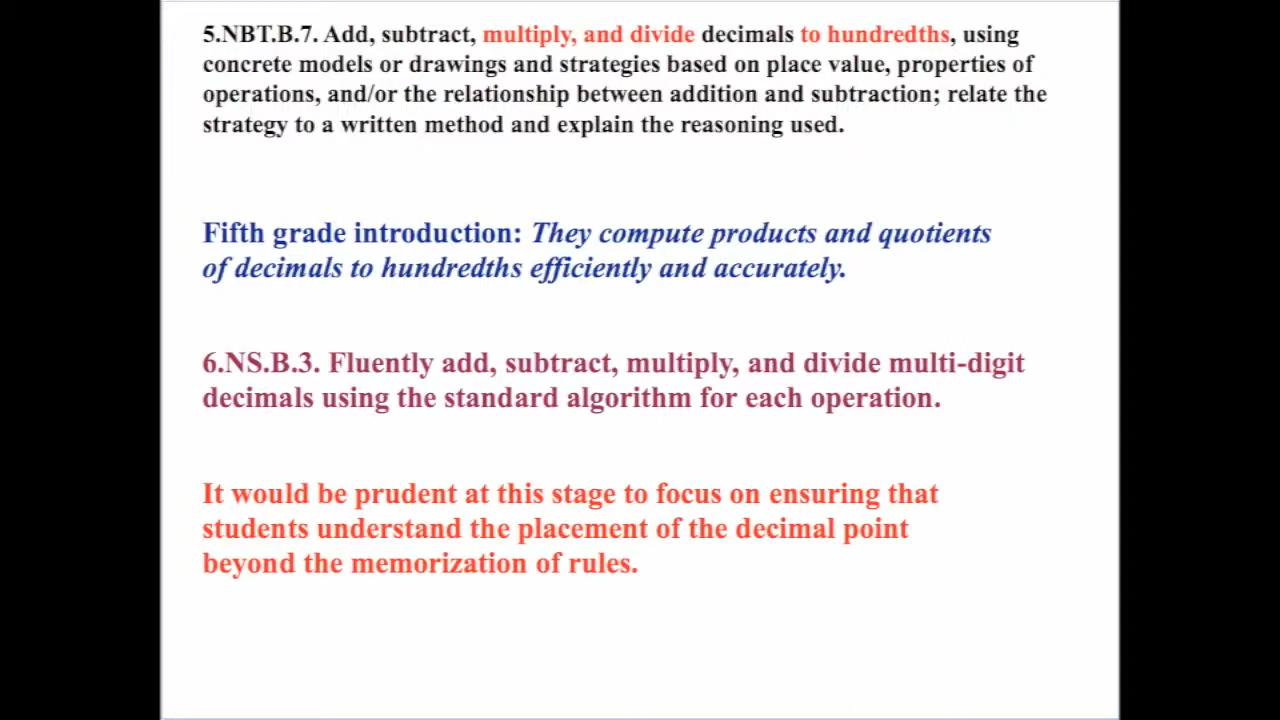 5.NBT.B.7. Add, subtract, multiply, and divide decimals to hundredths, using
concrete models or drawings and strategies based on place value, properties of
operations, and/or the relationship between addition and subtraction; relate the
strategy to a written method and explain the reasoning used.
Fifth grade introduction: They compute products and quotients
of decimals to hundredths efficiently and accurately.
6.NS.B.3. Fluently add, subtract, multiply, and divide multi-digit
decimals using the standard algorithm for each operation.
It would be prudent at this stage to focus on ensuring that
students understand the placement of the decimal point
beyond the memorization of rules.